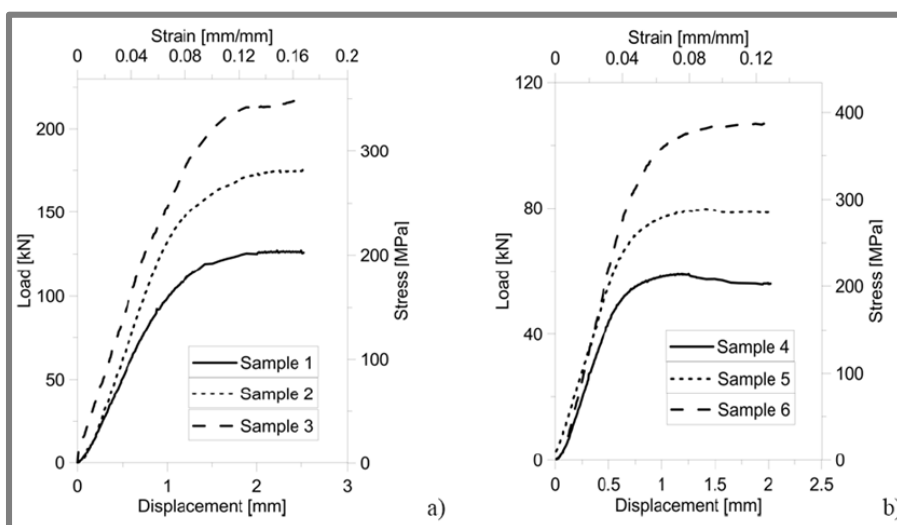 Strain [mm/mm]
0 0.04 0.08 0.12 0.16 0.2
Load [kN]
200
150
100
50
0
Stress [MPa]
300
200
100
0
Sample 1
Sample 2
Sample 3
0 1 2 3
Displacement [mm]
a)
Strain [mm/mm]
0 0.04 0.08 0.12
Load [kN]
120
80
40
0
Stress [MPa]
400
300
200
100
0
Sample 4
Sample 5
Sample 6
0 0.5 1 1.5 2 2.5
Displacement [mm]
b)